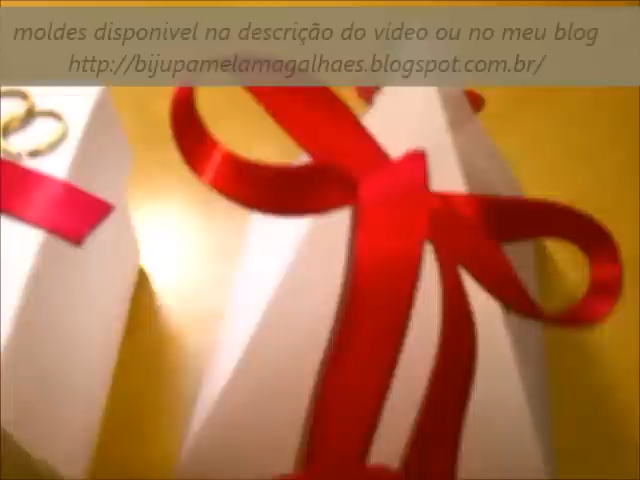 moldes disponivel na descrição do vídeo ou no meu blog
http://bijupamelamagalhaes.blogspot.com.br/